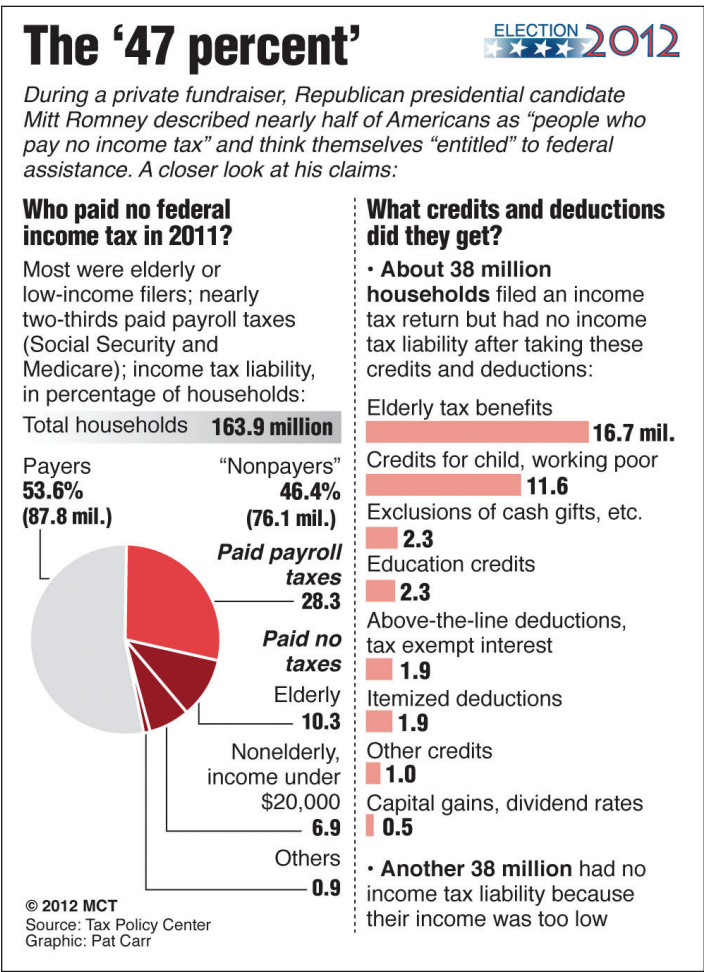 The ‘47 percent’
ELECTION 2012
During a private fundraiser, Republican presidential candidate
Mitt Romney described nearly half of Americans as “people who
pay no income tax” and think themselves “entitled” to federal
assistance. A closer look at his claims:
Who paid no federal
income tax in 2011?
Most were elderly or
low-income filers; nearly
two-thirds paid payroll taxes
(Social Security and
Medicare); income tax liability,
in percentage of households:
Total households 163.9 million
Payers
53.6%
(87.8 mil.)
“Nonpayers”
46.4%
(76.1 mil.)
Paid payroll
taxes
28.3
Paid no
taxes
Elderly
10.3
Nonelderly,
income under
$20,000
6.9
Others
0.9
© 2012 MCT
Source: Tax Policy Center
Graphic: Pat Carr
What credits and deductions
did they get?
• About 38 million
households filed an income
tax return but had no income
tax liability after taking these
credits and deductions:
Elderly tax benefits
16.7 mil.
Credits for child, working poor
11.6
Exclusions of cash gifts, etc.
2.3
Education credits
2.3
Above-the-line deductions,
tax exempt interest
1.9
Itemized deductions
1.9
Other credits
1.0
Capital gains, dividend rates
0.5
• Another 38 million had no
income tax liability because
their income was too low